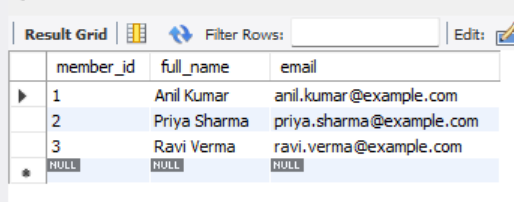 Result Grid Filter Rows: Edit:
member_id full_name email
1 Anil Kumar anil.kumar@example.com
2 Priya Sharma priya.sharma@example.com
3 Ravi Verma ravi.verma@example.com
NULL NULL NULL